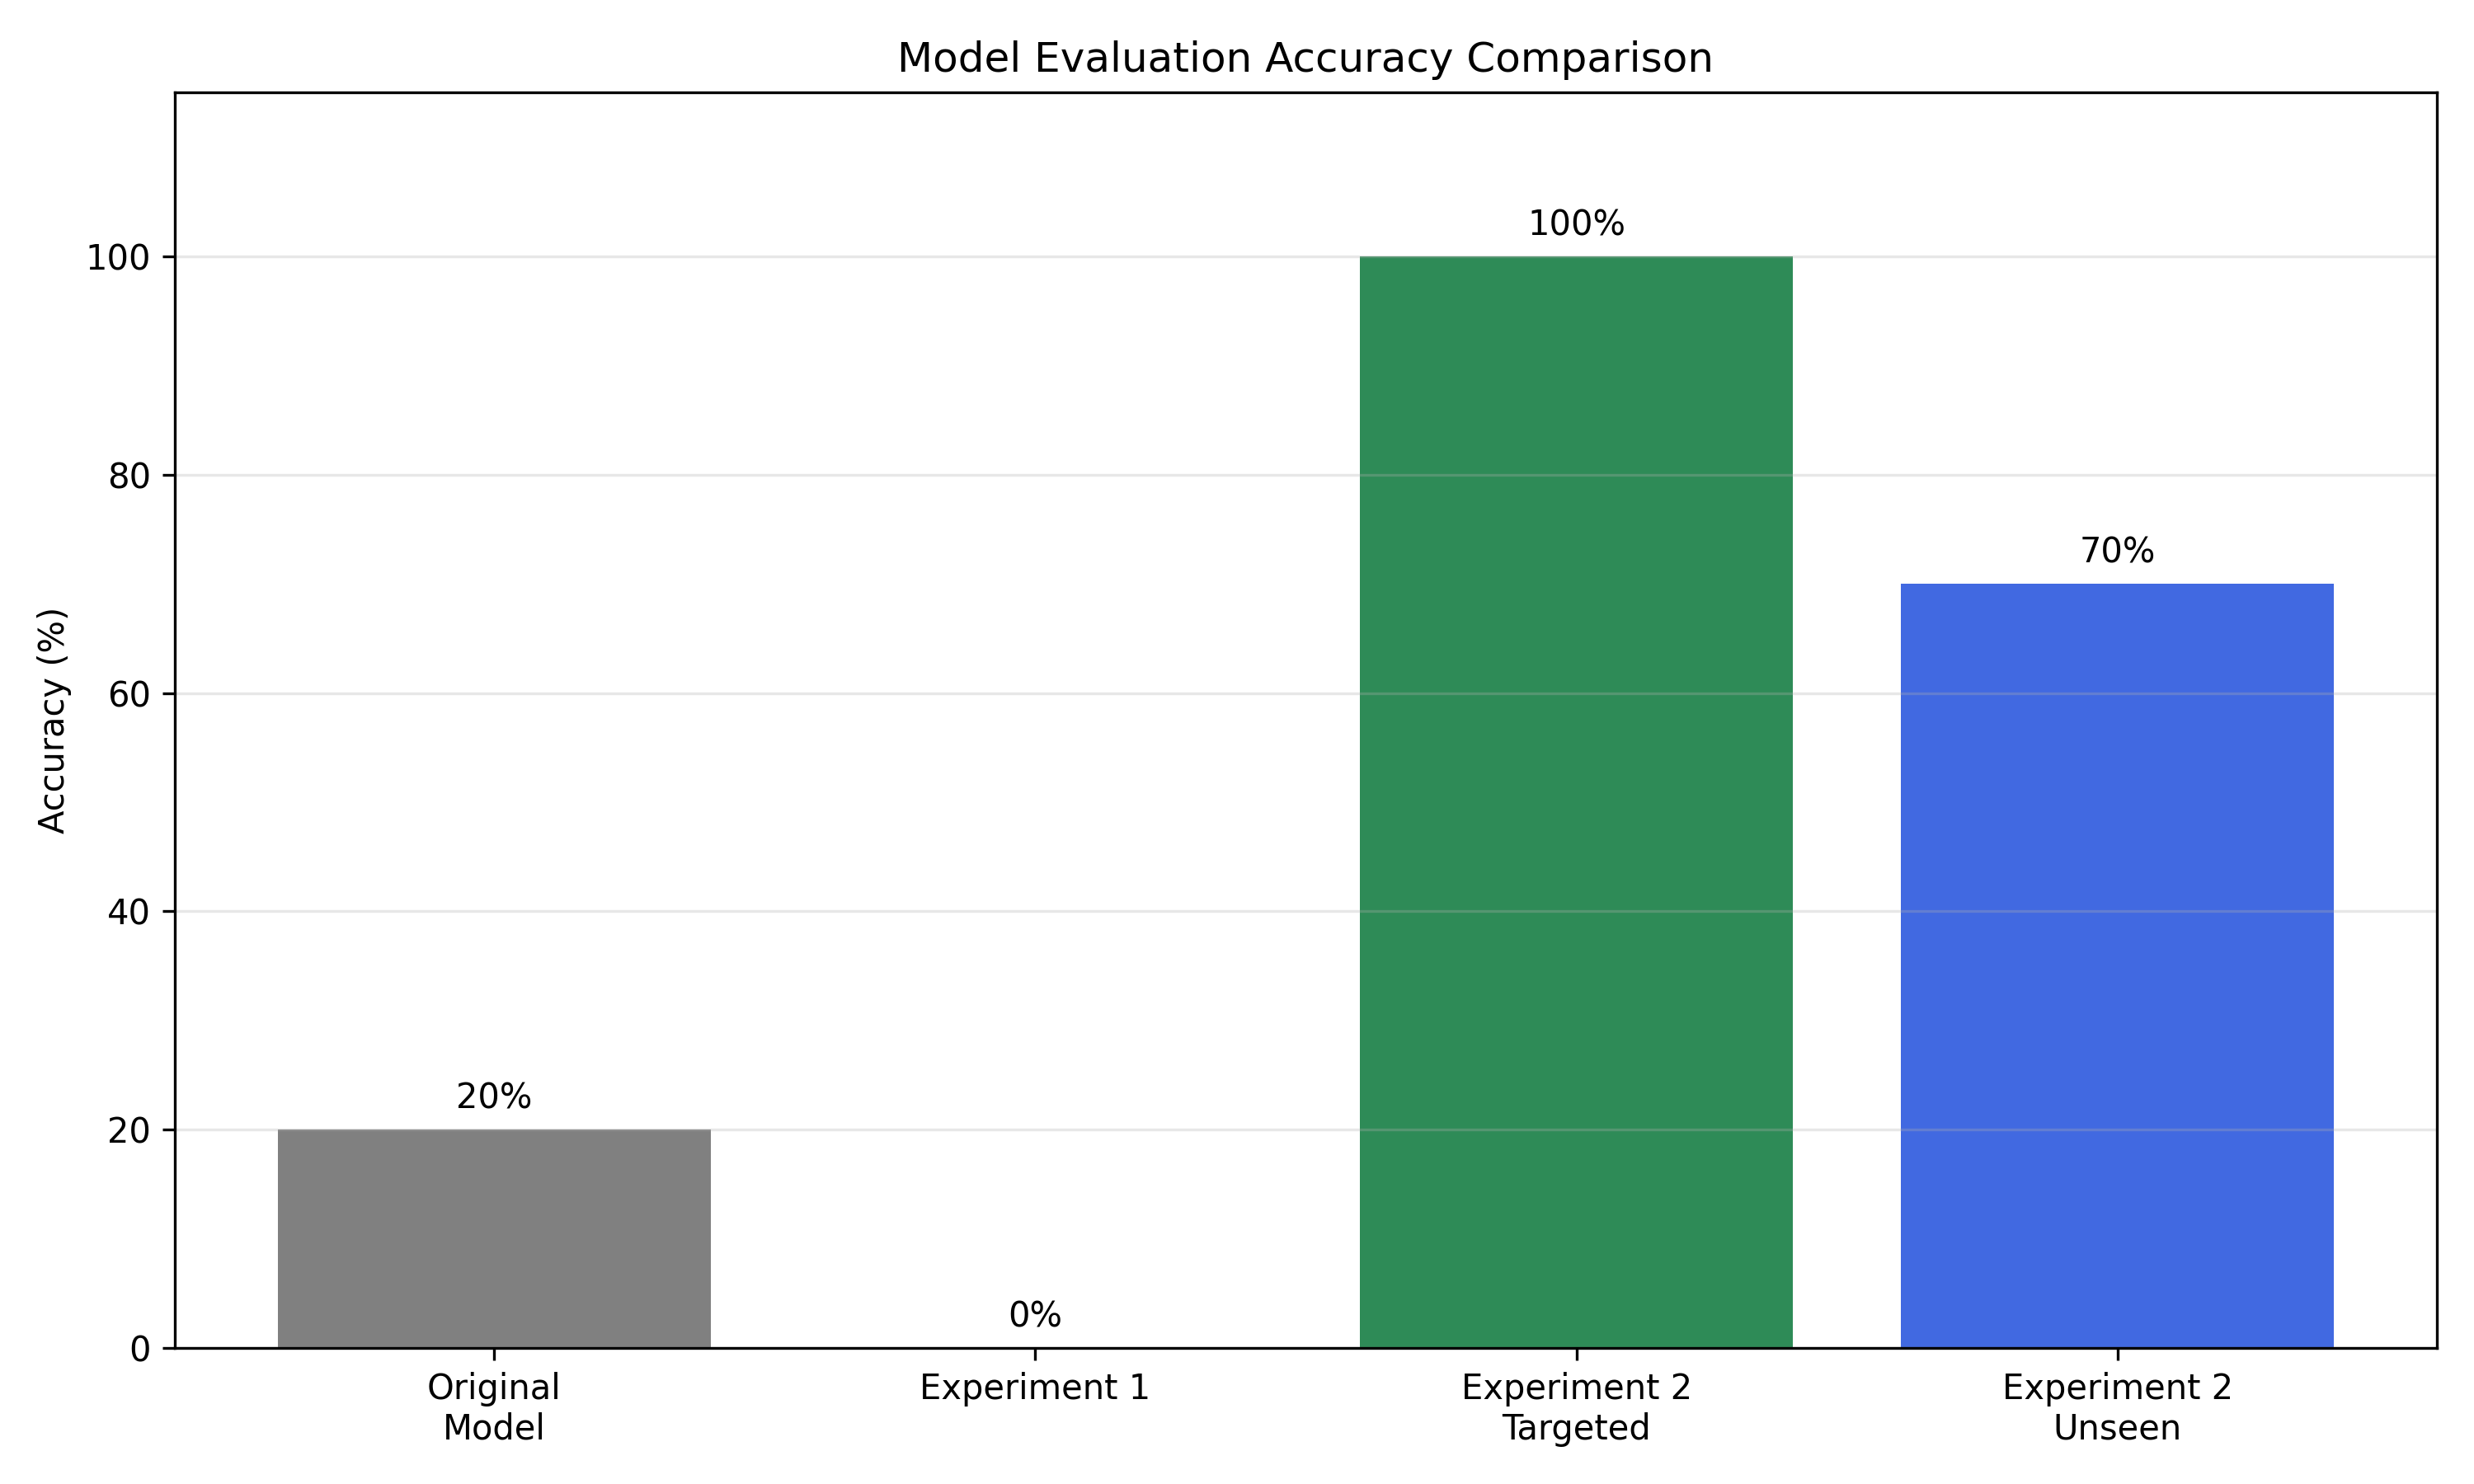 Model Evaluation Accuracy Comparison
Accuracy (%)
100
80
60
40
20
0
20%
0%
100%
70%
Original
Model
Experiment 1
Experiment 2
Targeted
Experiment 2
Unseen